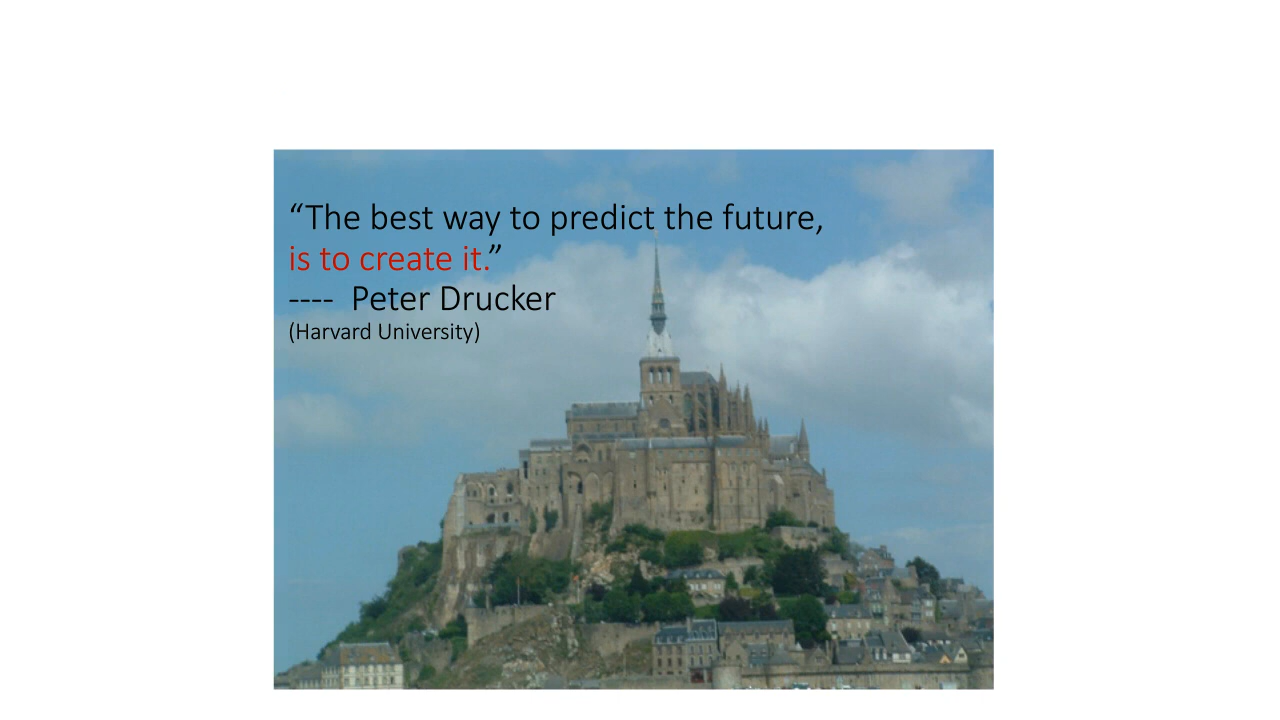 “The best way to predict the future,
is to create it.”
---- Peter Drucker
(Harvard University)